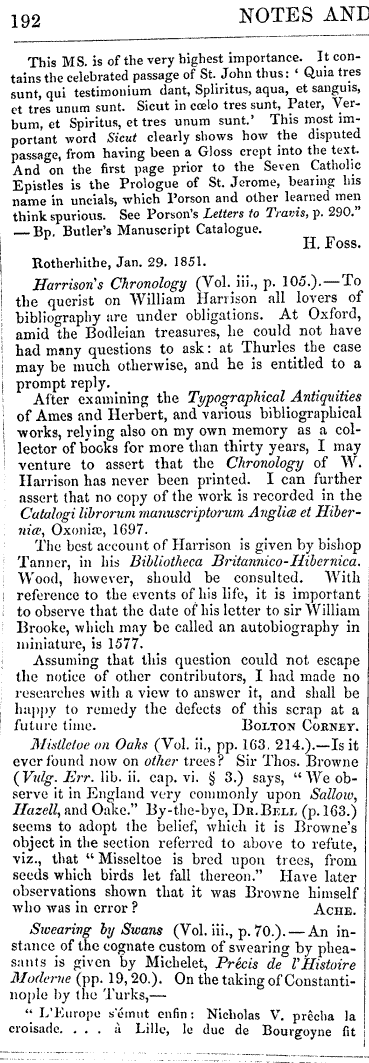 192 NOTES AND
This MS. is of the very highest importance. It con-
tains the celebrated passage of St. John thus: ‘ Quia tres
sunt, qui testimonium dant, Spliritus, aqua, et sanguis,
et tres unum sunt. Sicut in cœlo tres sunt, Pater, Ver-
bum, et Spiritus, et tres unum sunt.’ This most im-
portant word Sicut clearly shows how the disputed
passage, from having been a Gloss crept into the text.
And on the first page prior to the Seven Catholic
Epistles is the Prologue of St. Jerome, bearing his
name in uncials, which Porson and other learned men
think spurious. See Porson's Letters to Travis, p. 290.”
— Bp. Butler's Manuscript Catalogue.
H. Foss.
Rotherhithe, Jan. 29. 1851.
Harrison's Chronology (Vol. iii., p. 105.).—To
the querist on William Harrison all lovers of
bibliography are under obligations. At Oxford,
amid the Bodleian treasures, he could not have
had many questions to ask: at Thurles the case
may be much otherwise, and he is entitled to a
prompt reply.
After examining the Typographical Antiquities
of Ames and Herbert, and various bibliographical
works, relying also on my own memory as a col-
lector of books for more than thirty years, I may
venture to assert that the Chronology of W.
Harrison has never been printed. I can further
assert that no copy of the work is recorded in the
Catalogi librorum manuscriptorum Angliæ et Hiber-
niæ, Oxoniæ, 1697.
The best account of Harrison is given by bishop
Tanner, in his Bibliotheca Britannico-Hibernica.
Wood, however, should be consulted. With
reference to the events of his life, it is important
to observe that the date of his letter to sir William
Brooke, which may be called an autobiography in
miniature, is 1577.
Assuming that this question could not escape
the notice of other contributors, I had made no
researches with a view to answer it, and shall be
happy to remedy the defects of this scrap at a
future time. BOLTON CORNEY.
Mistletoe on Oaks (Vol. ii., pp. 163. 214.).—Is it
ever found now on other trees? Sir Thos. Browne
(Vulg. Err. lib. ii. cap. vi. § 3.) says, “ We ob-
serve it in England very commonly upon Sallow,
Hazell, and Oake.” By-the-bye, DR. BELL (p. 163.)
seems to adopt the belief, which it is Browne's
object in the section referred to above to refute,
viz., that “ Misseltoe is bred upon trees, from
seeds which birds let fall thereon.” Have later
observations shown that it was Browne himself
who was in error? ACHE.
Swearing by Swans (Vol. iii., p. 70.).—An in-
stance of the cognate custom of swearing by phea-
sants is given by Michelet, Précis de l'Histoire
Moderne (pp. 19, 20.). On the taking of Constanti-
nople by the Turks,—
“ L'Europe s'émut enfin: Nicholas V. prêcha la
croisade. . . . à Lille, le duc de Bourgoyne fit